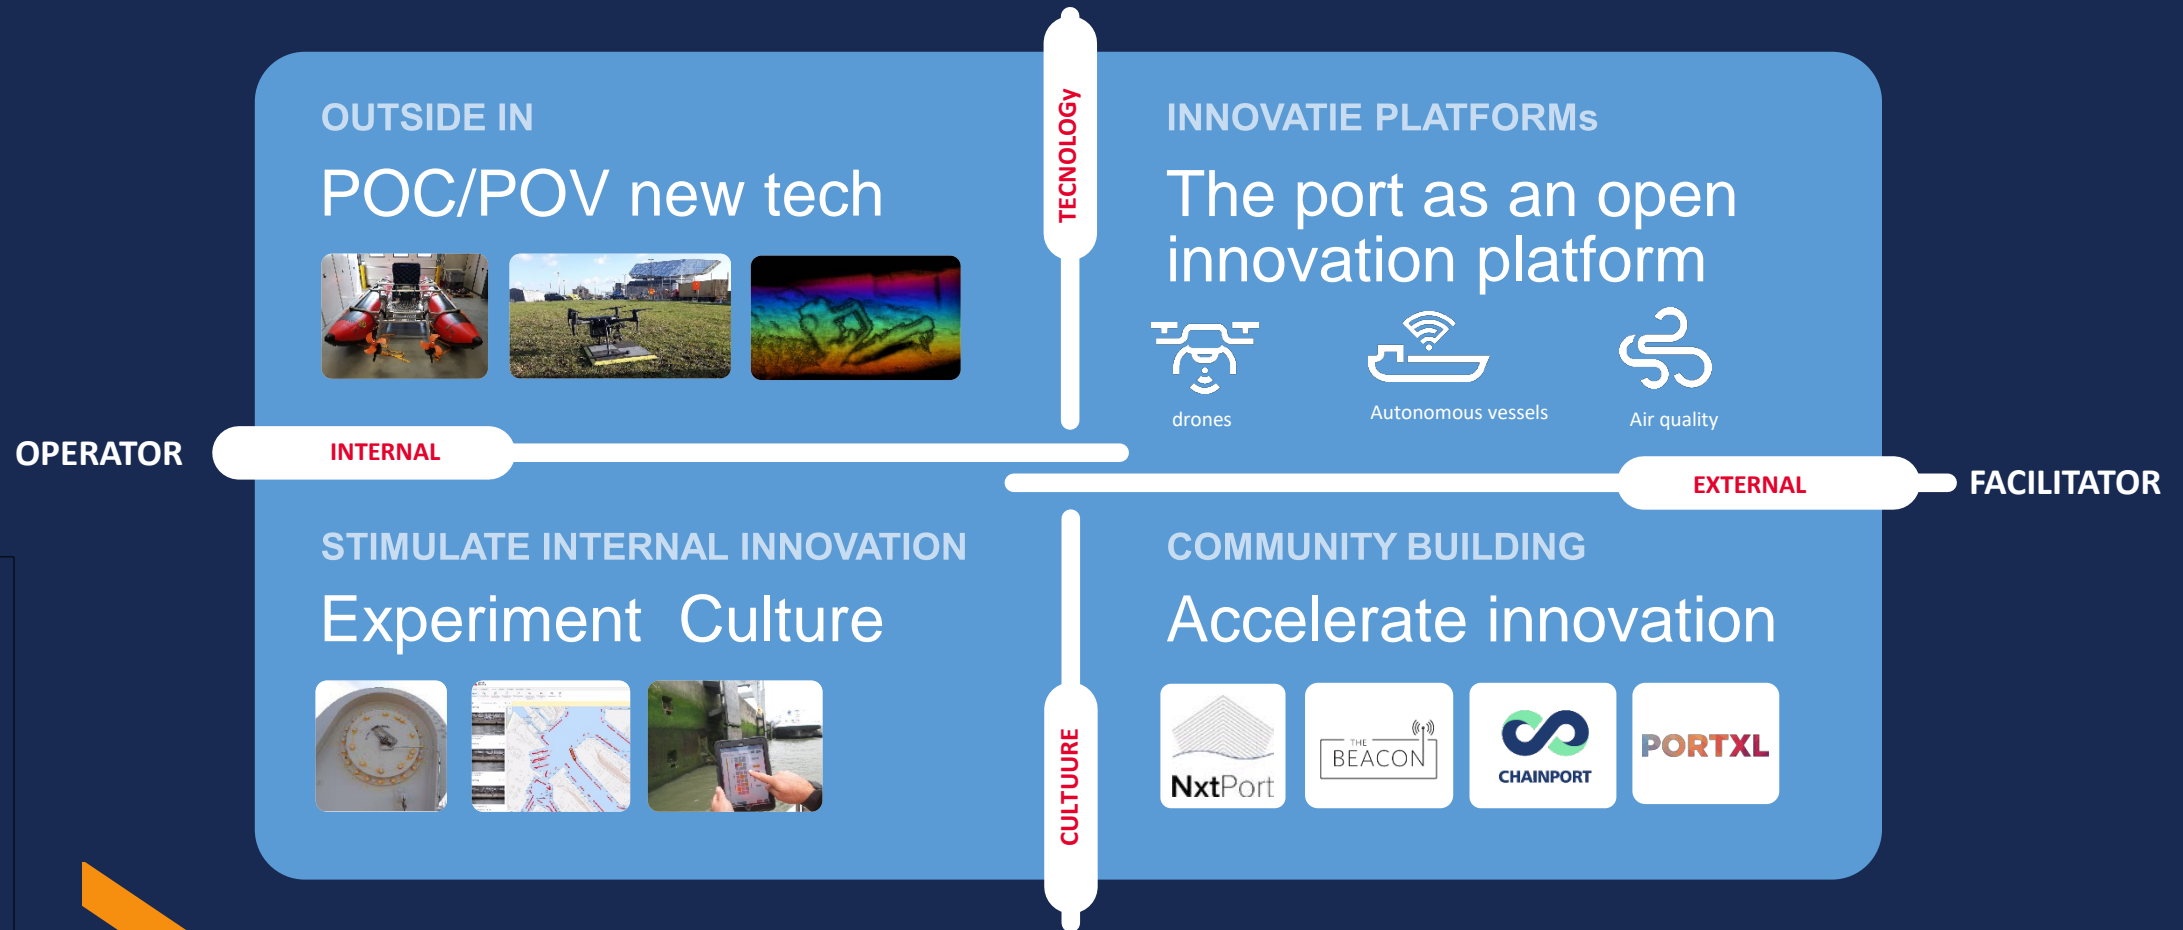 TECNOLOGy
OUTSIDE IN
POC/POV new tech
INNOVATIE PLATFORMs
The port as an open
innovation platform
drones
Autonomous vessels
Air quality
OPERATOR
INTERNAL
EXTERNAL
FACILITATOR
STIMULATE INTERNAL INNOVATION
Experiment Culture
COMMUNITY BUILDING
Accelerate innovation
NxtPort
THE
BEACON
CHAINPORT
PORTXL
CULTUURE